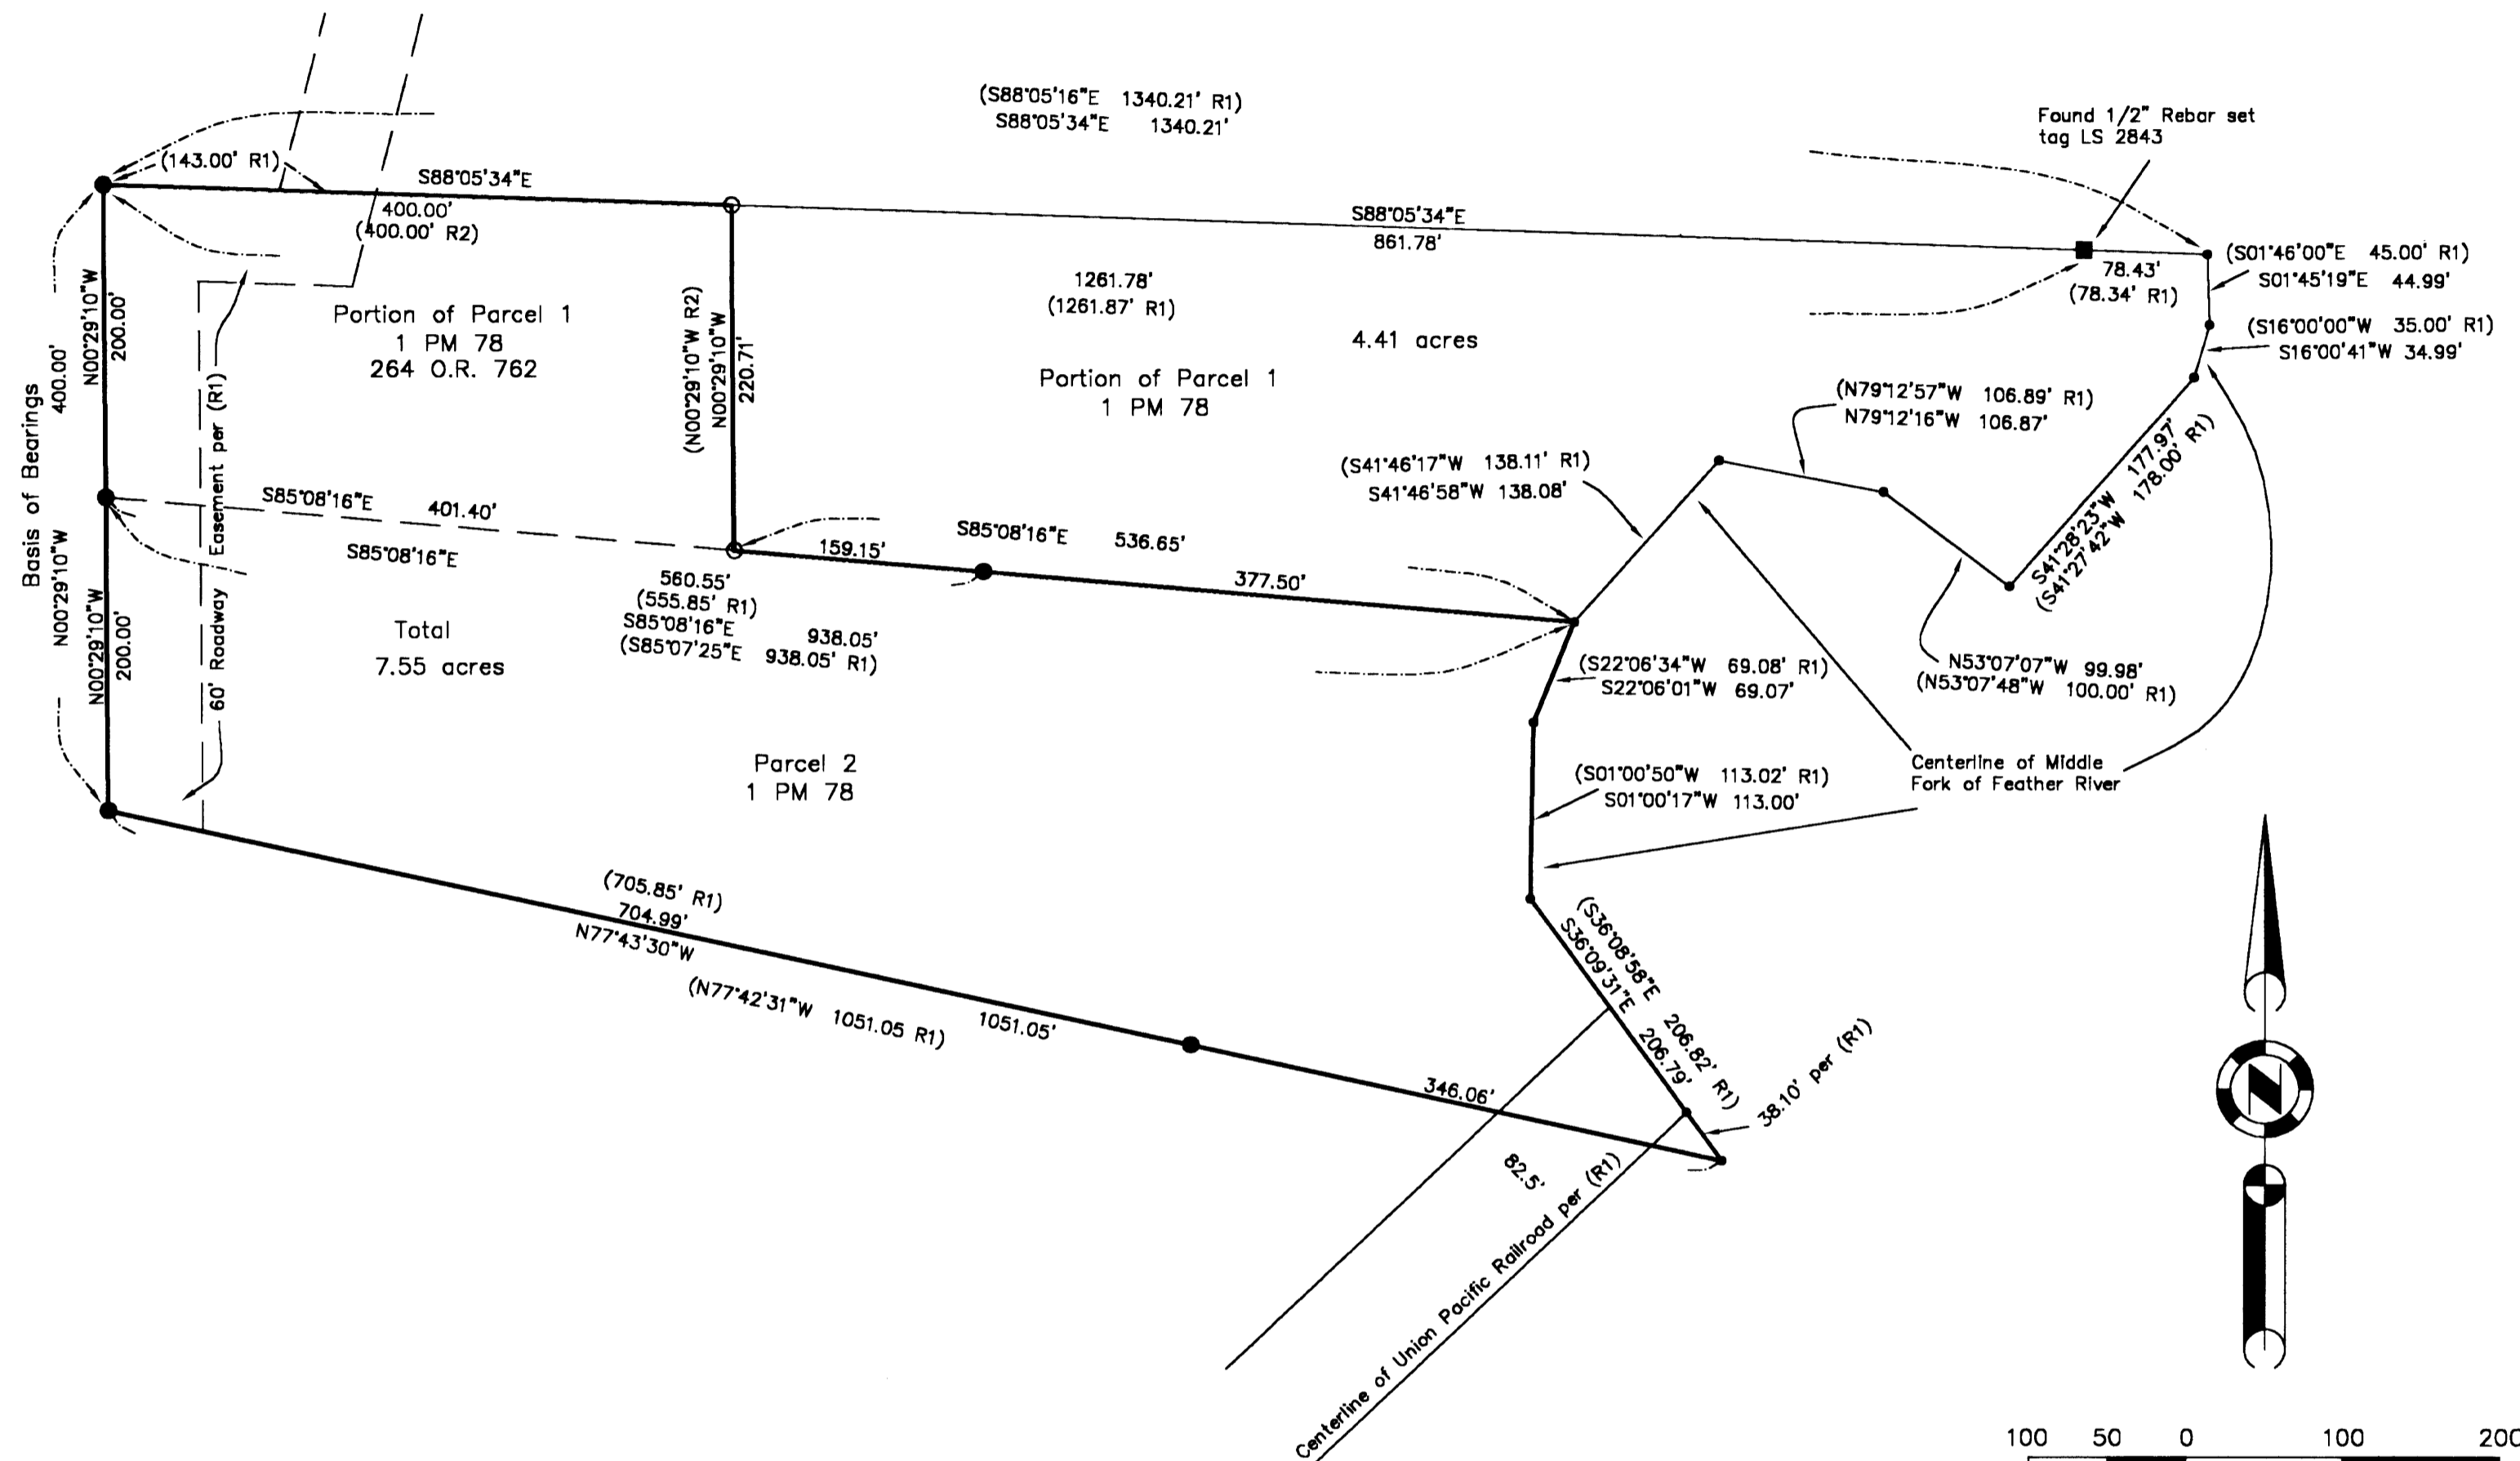 (S88°05'16"E 1340.21' R1)
S88°05'34"E 1340.21'
Found 1/2" Rebar set
tag LS 2843
(143.00' R1)
S88°05'34"E
400.00'
(400.00' R2)
S88°05'34"E
861.78'
78.43'
(78.34' R1)
(S01°46'00"E 45.00' R1)
S01°45'19"E 44.99'
(S16°00'00"W 35.00' R1)
S16°00'41"W 34.99'
1261.78'
(1261.87' R1)
4.41 acres
Portion of Parcel 1
1 PM 78
264 O.R. 762
Portion of Parcel 1
1 PM 78
N00°29'10"W
200.00'
400.00'
Basis of Bearings
N00°29'10"W
N00°29'10"W
200.00'
60' Roadway Easement per (R1)
(N00°29'10"W R2)
N00°29'10"W
220.71'
(N79°12'57"W 106.89' R1)
N79°12'16"W 106.87'
(S41°46'17"W 138.11' R1)
S41°46'58"W 138.08'
S41°28'23"W 177.97'
(S41°27'42"W 178.00' R1)
S85°08'16"E 401.40'
S85°08'16"E
159.15'
S85°08'16"E 536.65'
377.50'
560.55'
(555.85' R1)
S85°08'16"E 938.05'
(S85°07'25"E 938.05' R1)
Total
7.55 acres
(S22°06'34"W 69.08' R1)
S22°06'01"W 69.07'
N53°07'07"W 99.98'
(N53°07'48"W 100.00' R1)
Parcel 2
1 PM 78
(S01°00'50"W 113.02' R1)
S01°00'17"W 113.00'
Centerline of Middle
Fork of Feather River
(705.85' R1)
704.99'
N77°43'30"W
(N77°42'31"W 1051.05 R1)
1051.05'
346.06'
(S36°08'58"E 206.82' R1)
S36°09'31"E 206.79'
38.10' per (R1)
82.5'
Centerline of Union Pacific Railroad per (R1)
N
100 50 0 100 200